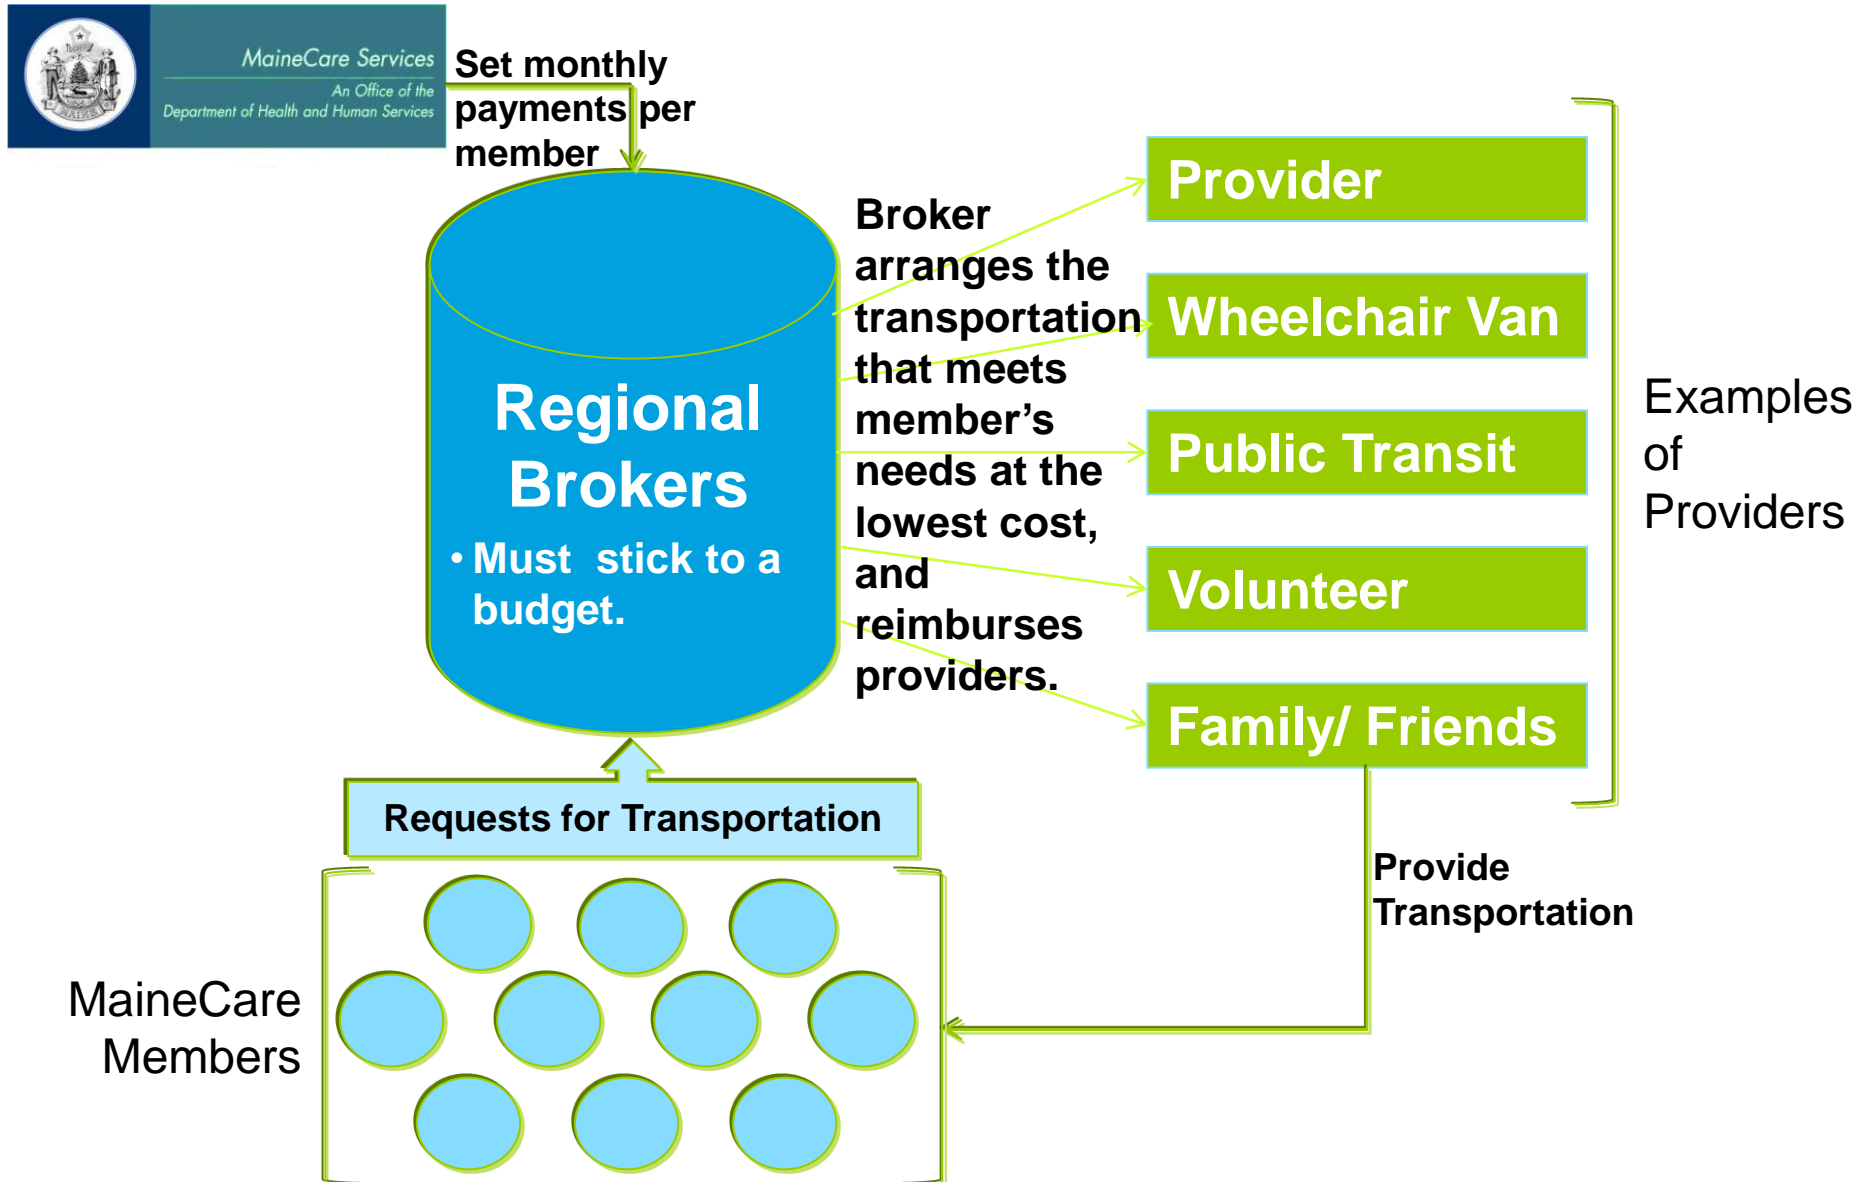 MaineCare Services
An Office of the
Department of Health and Human Services
Set monthly
payments per
member
Regional
Brokers
• Must  stick to a
budget.
Broker
arranges the
transportation
that meets
member’s
needs at the
lowest cost,
and
reimburses
providers.
Provider
Wheelchair Van
Public Transit
Volunteer
Family/ Friends
Examples
of
Providers
Requests for Transportation
Provide
Transportation
MaineCare
Members